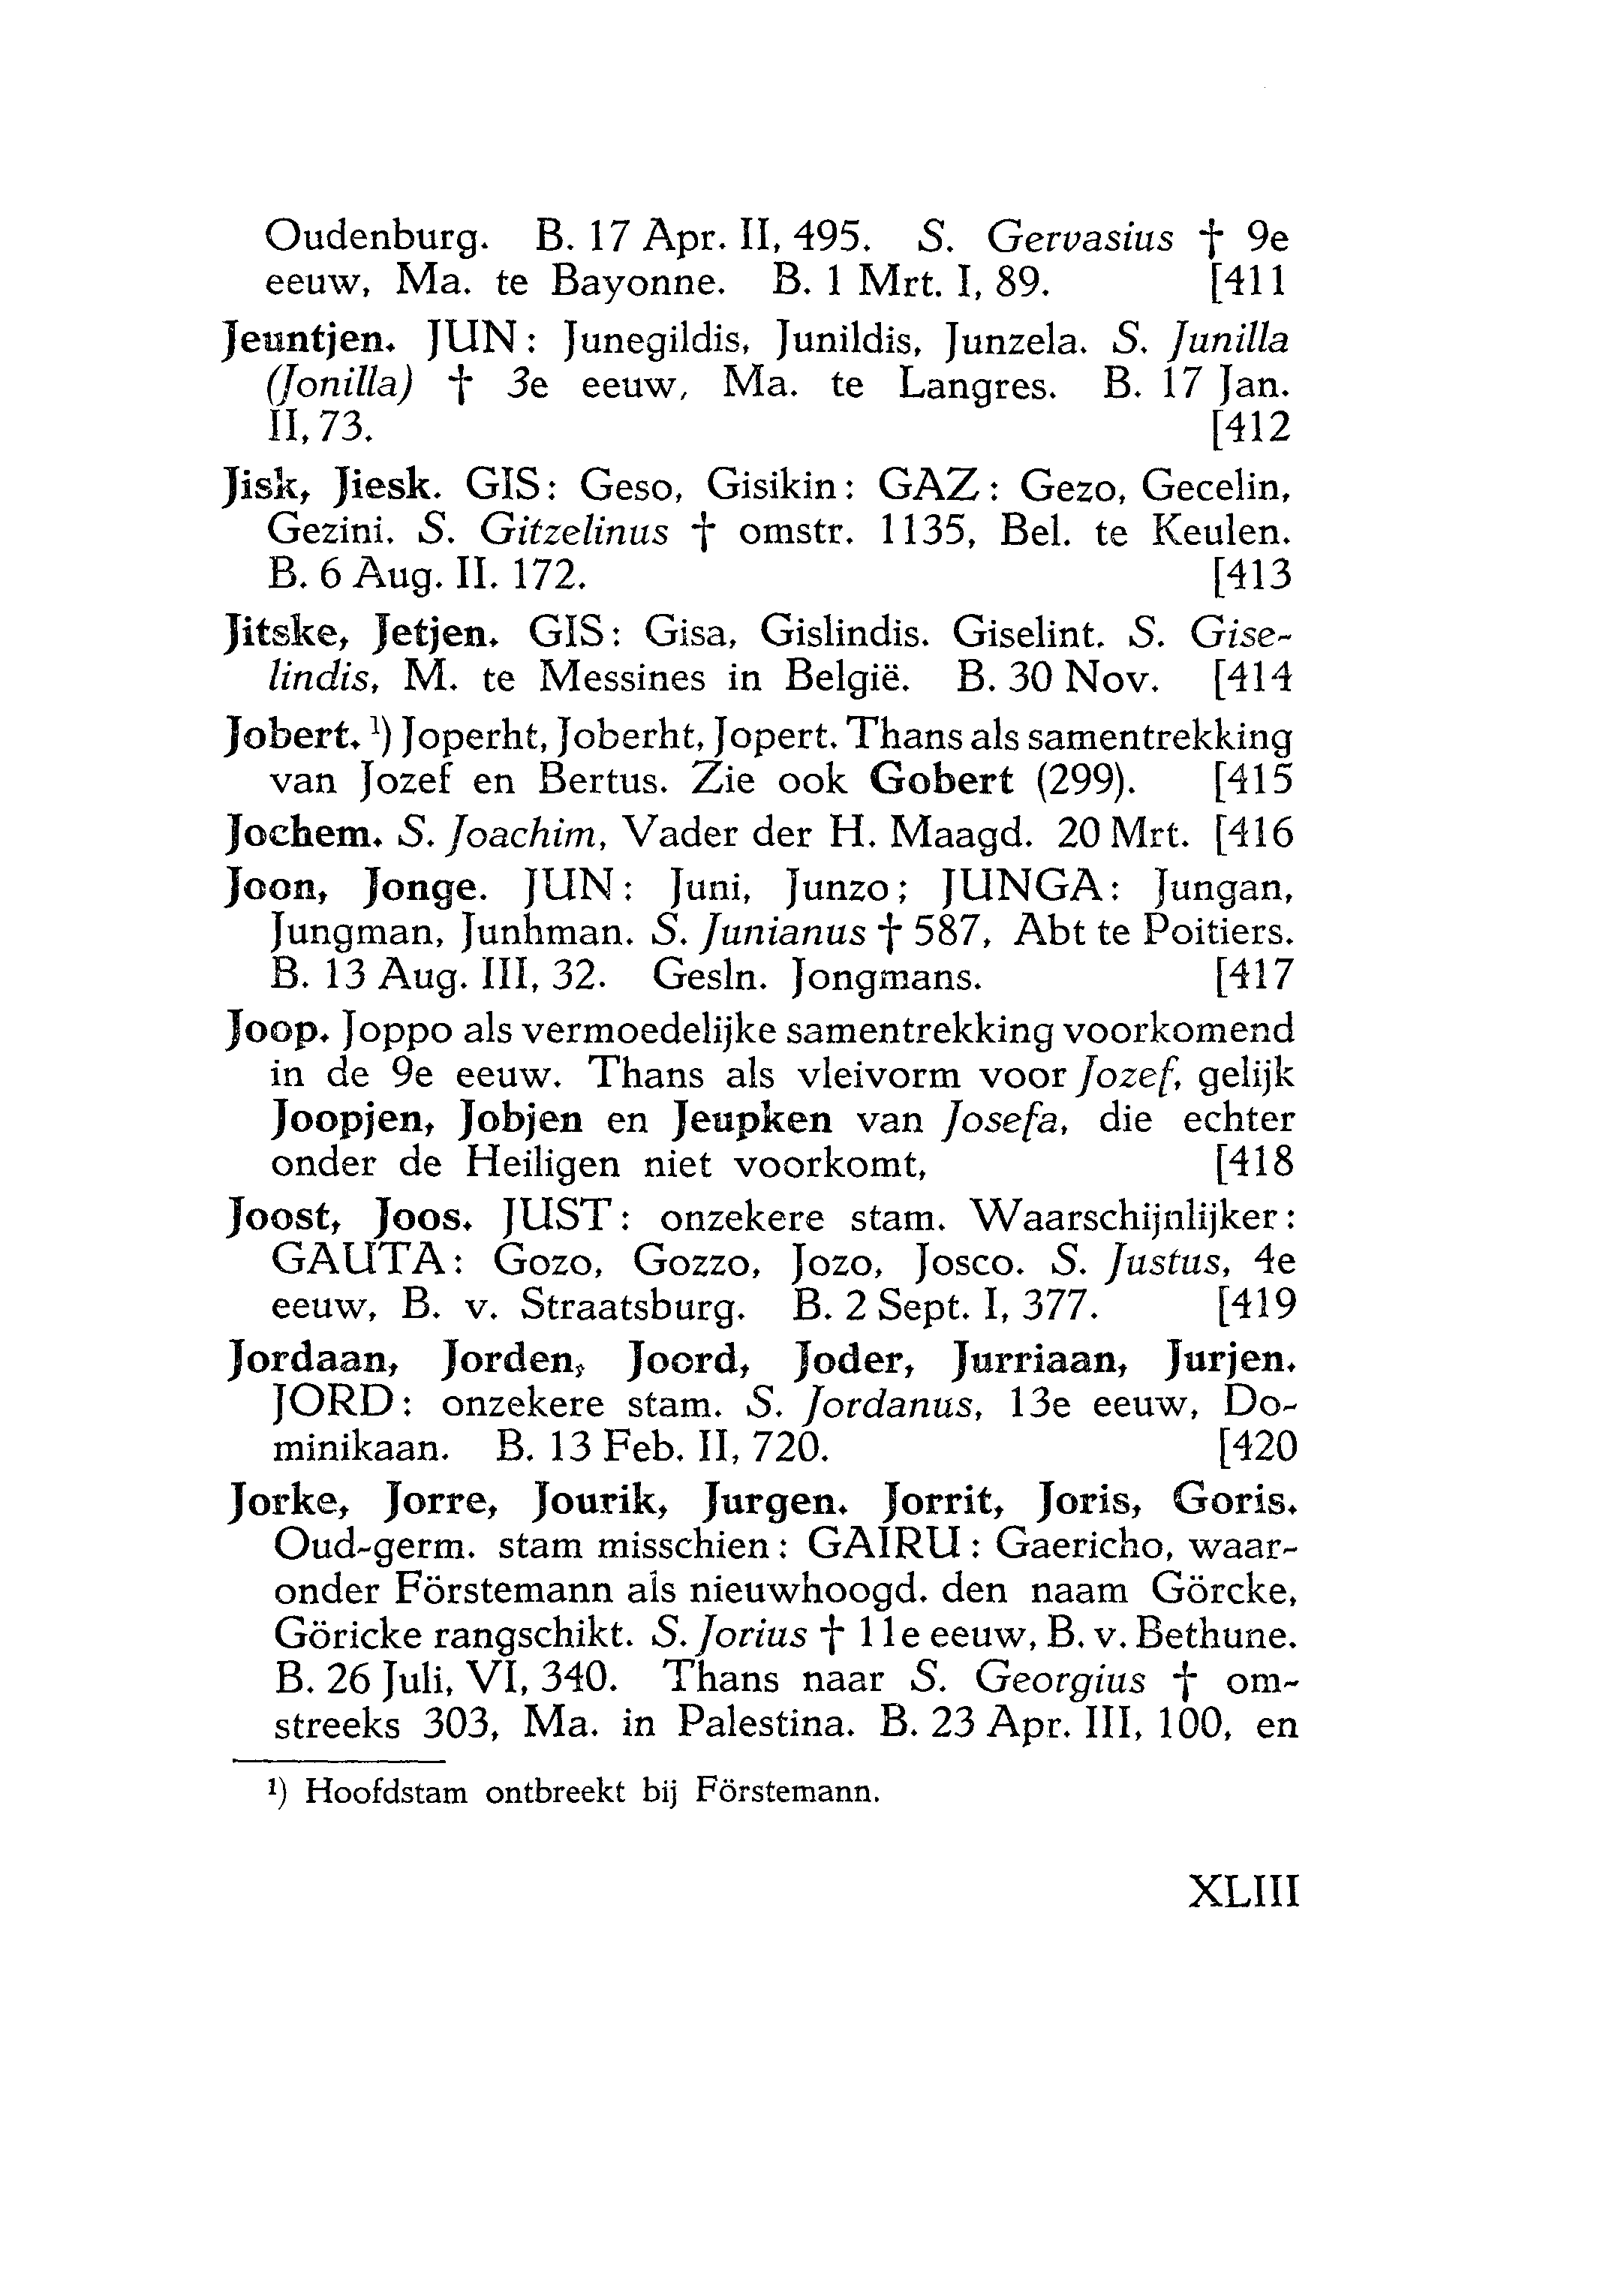 Oudenburg. B. 17 Apr. II, 495. S. Gervasius † 9e
eeuw, Ma. te Bayonne. B. 1 Mrt. I, 89. [411
Jeuntjen. JUN: Junegildis, Junildis, Junzela. S. Junilla
(Jonilla) † 3e eeuw, Ma. te Langres. B. 17 Jan.
II, 73. [412
Jisk, Jiesk. GIS: Geso, Gisikin: GAZ: Gezo, Gecelin,
Gezini. S. Gitzelinus † omstr. 1135, Bel. te Keulen.
B. 6 Aug. II. 172. [413
Jitske, Jetjen. GIS: Gisa, Gislindis. Giselint. S. Gise-
lindis, M. te Messines in België. B. 30 Nov. [414
Jobert. ¹) Joperht, Joberht, Jopert. Thans als samentrekking
van Jozef en Bertus. Zie ook Gobert (299). [415
Jochem. S. Joachim, Vader der H. Maagd. 20 Mrt. [416
Joon, Jonge. JUN: Juni, Junzo; JUNGA: Jungan,
Jungman, Junhman. S. Junianus † 587, Abt te Poitiers.
B. 13 Aug. III, 32. Gesln. Jongmans. [417
Joop. Joppo als vermoedelijke samentrekking voorkomend
in de 9e eeuw. Thans als vleivorm voor Jozef, gelijk
Joopjen, Jobjen en Jeupken van Josefa, die echter
onder de Heiligen niet voorkomt, [418
Joost, Joos. JUST: onzekere stam. Waarschijnlijker:
GAUTA: Gozo, Gozzo, Jozo, Josco. S. Justus, 4e
eeuw, B. v. Straatsburg. B. 2 Sept. I, 377. [419
Jordaan, Jorden, Joord, Joder, Jurriaan, Jurjen.
JORD: onzekere stam. S. Jordanus, 13e eeuw, Do-
minikaan. B. 13 Feb. II, 720. [420
Jorke, Jorre, Jourik, Jurgen. Jorrit, Joris, Goris.
Oud-germ. stam misschien: GAIRU: Gaericho, waar-
onder Förstemann als nieuwhoogd. den naam Görcke,
Göricke rangschikt. S. Jorius † 11e eeuw, B. v. Bethune.
B. 26 Juli, VI, 340. Thans naar S. Georgius † om-
streeks 303, Ma. in Palestina. B. 23 Apr. III, 100, en
¹) Hoofdstam ontbreekt bij Förstemann.
XLIII